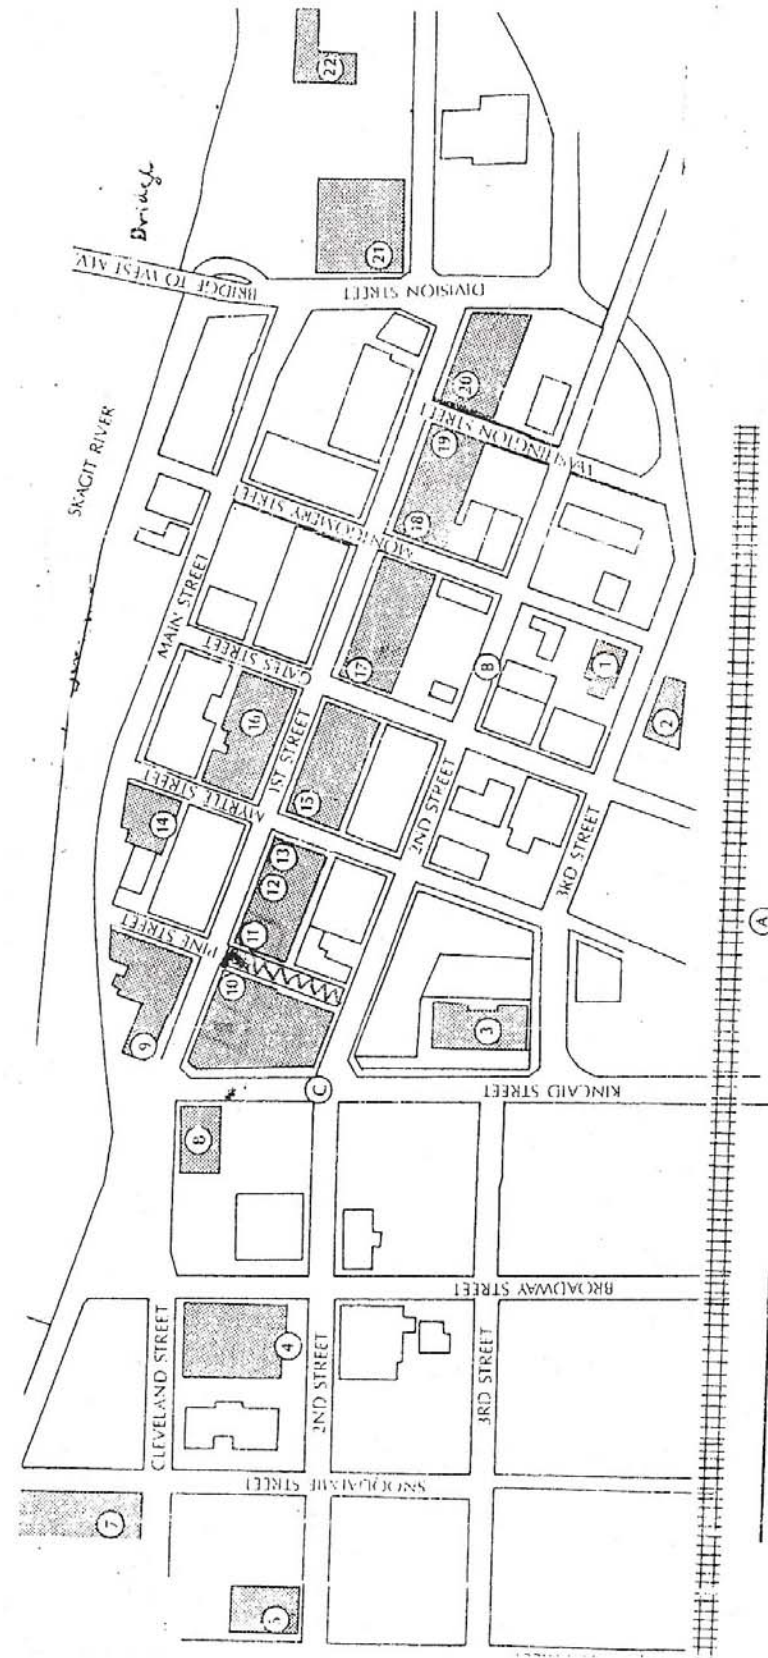 22
Bridge
21
BRIDGE TO WEST M.V.
DIVISION STREET
SKAGIT RIVER
20
WASHINGTON STREET
19
18
MONTGOMERY STREET
MAIN STREET
17
GATES STREET
B
1
2
16
1ST STREET
15
MYRTLE STREET
14
2ND STREET
3RD STREET
13
12
11
PINE STREET
10
9
3
A
C
KINCAID STREET
8
BROADWAY STREET
4
CLEVELAND STREET
2ND STREET
3RD STREET
SNOQUALMIE STREET
7
5